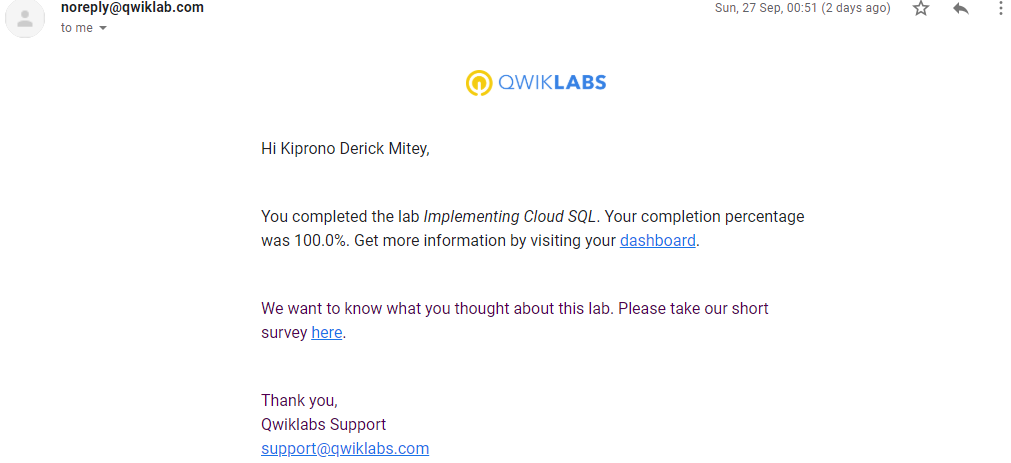 noreply@qwiklab.com
Sun, 27 Sep, 00:51 (2 days ago)
to me
QWIKLABS
Hi Kiprono Derick Mitey,
You completed the lab Implementing Cloud SQL. Your completion percentage
was 100.0%. Get more information by visiting your dashboard.
We want to know what you thought about this lab. Please take our short
survey here.
Thank you,
Qwiklabs Support
support@qwiklabs.com